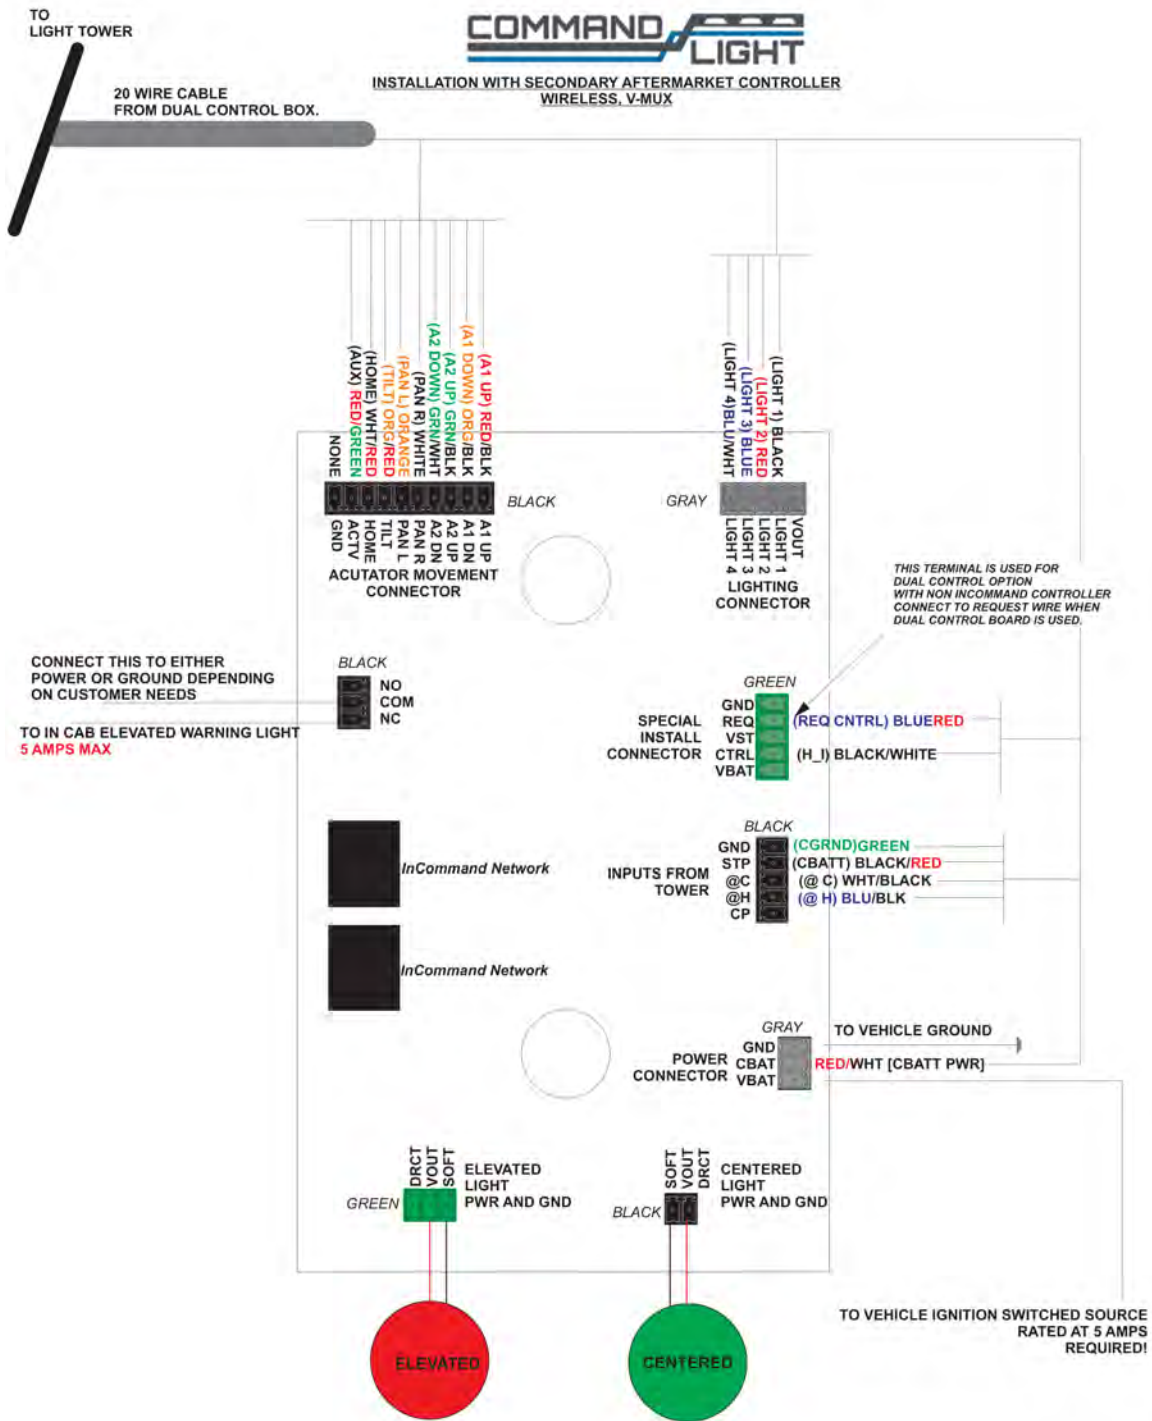 TO
LIGHT TOWER
COMMAND
LIGHT
INSTALLATION WITH SECONDARY AFTERMARKET CONTROLLER
WIRELESS, V-MUX
20 WIRE CABLE
FROM DUAL CONTROL BOX.
NONE
(AUX) RED/GREEN
(HOME) WHT/RED
(TILT) ORG/RED
(PAN L) ORANGE
(PAN R) WHITE
(A2 DOWN) GRN/WHT
(A2 UP) GRN/BLK
(A1 DOWN) ORG/BLK
(A1 UP) RED/BLK
BLACK
GND
ACTV
HOME
TILT
PAN L
PAN R
A2 DN
A2 UP
A1 DN
A1 UP
ACUTATOR MOVEMENT
CONNECTOR
(LIGHT 4)BLU/WHT
(LIGHT 3) BLUE
(LIGHT 2) RED
(LIGHT 1) BLACK
GRAY
LIGHT 4
LIGHT 3
LIGHT 2
LIGHT 1
VOUT
LIGHTING
CONNECTOR
THIS TERMINAL IS USED FOR
DUAL CONTROL OPTION
WITH NON INCOMMAND CONTROLLER
CONNECT TO REQUEST WIRE WHEN
DUAL CONTROL BOARD IS USED.
CONNECT THIS TO EITHER
POWER OR GROUND DEPENDING
ON CUSTOMER NEEDS
TO IN CAB ELEVATED WARNING LIGHT
5 AMPS MAX
BLACK
NO
COM
NC
GREEN
SPECIAL
INSTALL
CONNECTOR
GND
REQ
VST
CTRL
VBAT
(REQ CNTRL) BLUERED
(H_I) BLACK/WHITE
BLACK
INPUTS FROM
TOWER
GND
STP
@C
@H
CP
(CGRND)GREEN
(CBATT) BLACK/RED
(@ C) WHT/BLACK
(@ H) BLU/BLK
InCommand Network
InCommand Network
GRAY
POWER
CONNECTOR
GND
CBAT
VBAT
TO VEHICLE GROUND
RED/WHT [CBATT PWR]
DRCT
VOUT
SOFT
GREEN
ELEVATED
LIGHT
PWR AND GND
SOFT
VOUT
DRCT
BLACK
CENTERED
LIGHT
PWR AND GND
ELEVATED
CENTERED
TO VEHICLE IGNITION SWITCHED SOURCE
RATED AT 5 AMPS
REQUIRED!